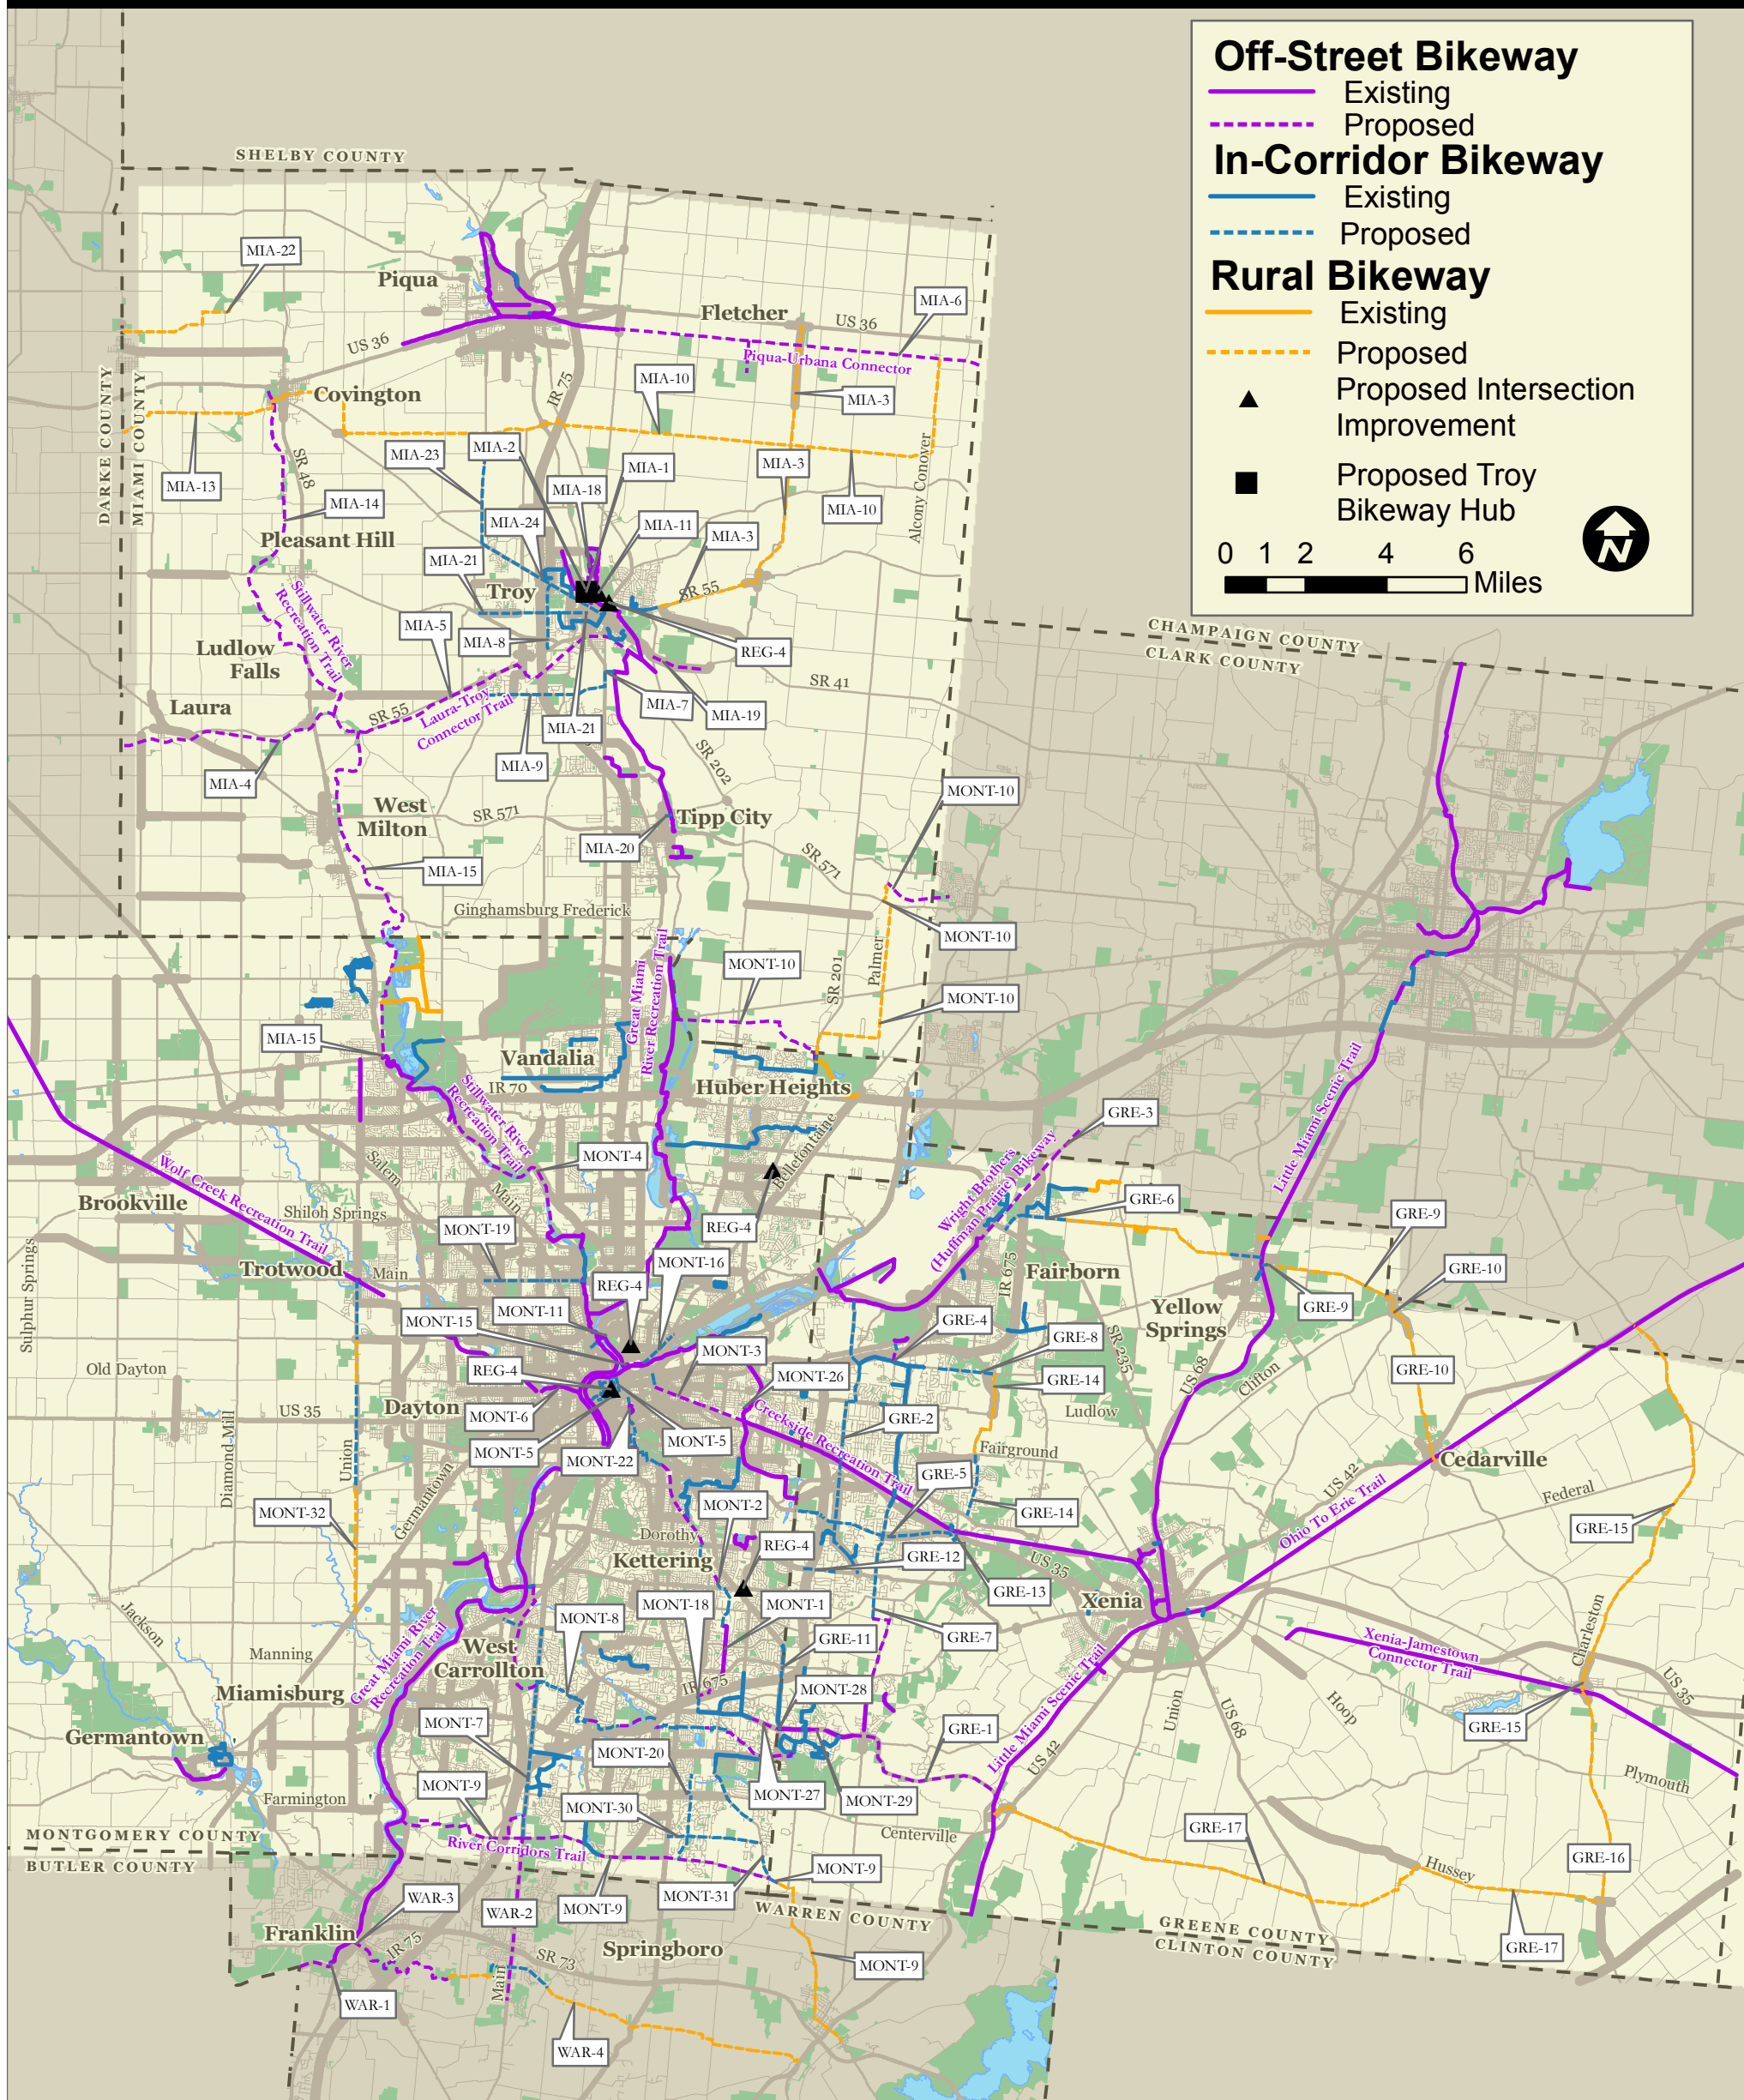 Off-Street Bikeway
Existing
Proposed
In-Corridor Bikeway
Existing
Proposed
Rural Bikeway
Existing
Proposed
Proposed Intersection
Improvement
Proposed Troy
Bikeway Hub
N
0 1 2 4 6
Miles
SHELBY COUNTY
MIA-22
Piqua
MIA-6
Fletcher
US 36
US 36
Piqua-Urbana Connector
DARKE COUNTY
MIAMI COUNTY
IR 75
MIA-10
Covington
MIA-3
MIA-23
MIA-2
MIA-1
MIA-3
Alcony Conover
SR 48
MIA-13
MIA-18
MIA-14
MIA-10
MIA-24
MIA-11
MIA-3
Pleasant Hill
MIA-21
Troy
SR 55
Stillwater River
Recreation Trail
MIA-5
MIA-8
REG-4
CHAMPAIGN COUNTY
CLARK COUNTY
Ludlow
Falls
SR 41
Laura
SR 55
Laura-Troy
Connector Trail
MIA-7
MIA-19
MIA-21
MIA-9
SR 202
MIA-4
West
Milton
SR 571
Tipp City
MONT-10
MIA-20
SR 571
MIA-15
Ginghamsburg Frederick
MONT-10
Great Miami
River Recreation Trail
MONT-10
SR 201
Palmer
MONT-10
MIA-15
Vandalia
IR 70
Huber Heights
Stillwater River
Recreation Trail
Little Miami Scenic Trail
GRE-3
Bellefontaine
Wright Brothers
(Huffman Prairie) Bikeway
Wolf Creek Recreation Trail
Salem
MONT-4
Brookville
Main
Shiloh Springs
GRE-6
GRE-9
MONT-19
REG-4
MONT-16
Sulphur Springs
Trotwood
Main
REG-4
IR 675
Fairborn
GRE-10
MONT-11
GRE-9
Yellow
Springs
MONT-15
GRE-4
GRE-8
SR 235
MONT-3
Old Dayton
REG-4
MONT-26
GRE-14
US 68
Clifton
GRE-10
Dayton
US 35
MONT-6
Creekside Recreation Trail
GRE-2
Ludlow
Diamond Mill
Union
MONT-5
MONT-5
MONT-22
Fairground
Cedarville
GRE-5
US 42
Germantown
MONT-2
GRE-14
Federal
MONT-32
Dorothy
Ohio To Erie Trail
GRE-15
REG-4
Kettering
GRE-12
US 35
GRE-13
Xenia
Jackson
MONT-18
MONT-1
MONT-8
GRE-11
GRE-7
Charleston
Great Miami River
Recreation Trail
West
Carrollton
Manning
Xenia-Jamestown
Connector Trail
Miamisburg
IR 675
MONT-28
Little Miami Scenic Trail
US 35
Union
US 68
Hoop
Germantown
MONT-7
GRE-1
GRE-15
US 42
MONT-20
Plymouth
MONT-9
MONT-27
MONT-29
Farmington
MONT-30
MONTGOMERY COUNTY
BUTLER COUNTY
River Corridors Trail
Centerville
GRE-17
GRE-16
Hussey
MONT-9
WAR-3
MONT-31
MONT-9
WAR-2
WARREN COUNTY
Franklin
IR 75
Springboro
SR 73
GREENE COUNTY
CLINTON COUNTY
GRE-17
MONT-9
Main
WAR-1
WAR-4